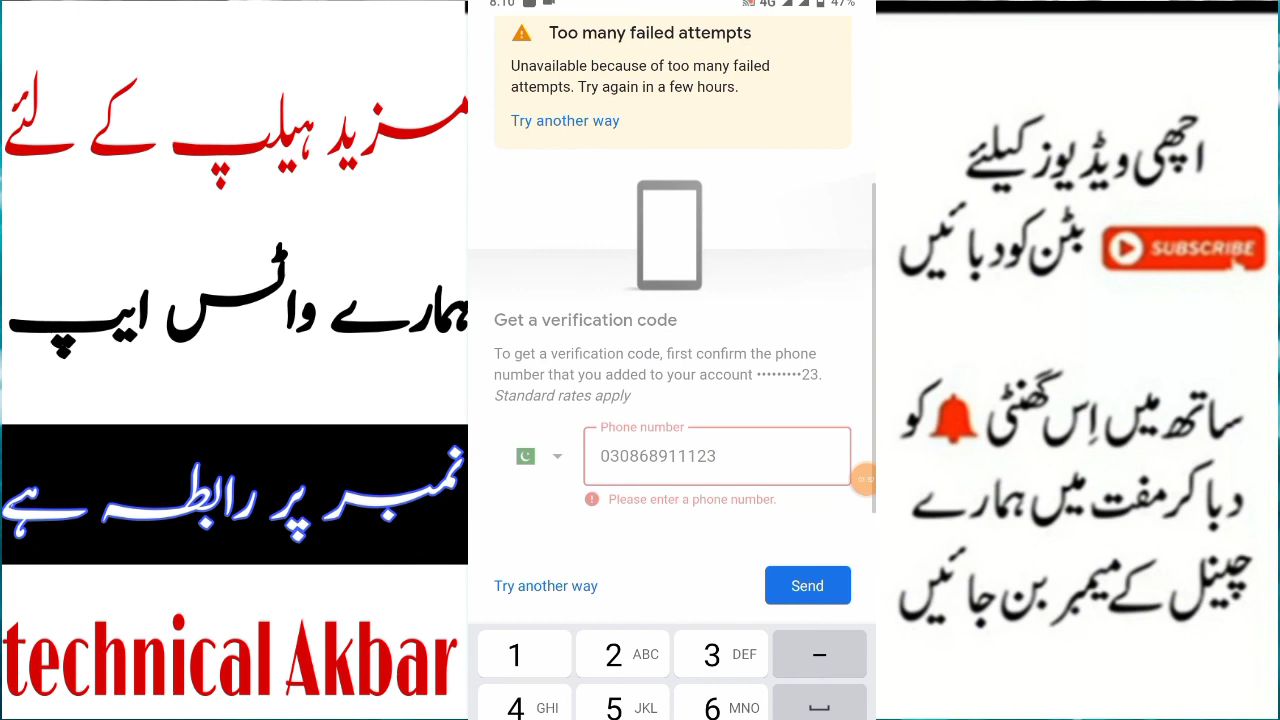 مزید ہیلپ کے لئے
ہمارے واٹس ایپ
نمبر پر رابطہ ہے
technical Akbar
8:10 4G 47%
Too many failed attempts
Unavailable because of too many failed
attempts. Try again in a few hours.
Try another way
Get a verification code
To get a verification code, first confirm the phone
number that you added to your account •••••••••23.
Standard rates apply
Phone number
030868911123
Please enter a phone number.
Try another way
Send
1 2 ABC 3 DEF –
4 GHI 5 JKL 6 MNO
اچھی ویڈیوز کیلئے
SUBSCRIBE بٹن کو دبائیں
ساتھ میں اِس گھنٹی کو
دبا کر مفت میں ہمارے
چینل کے میمبر بن جائیں